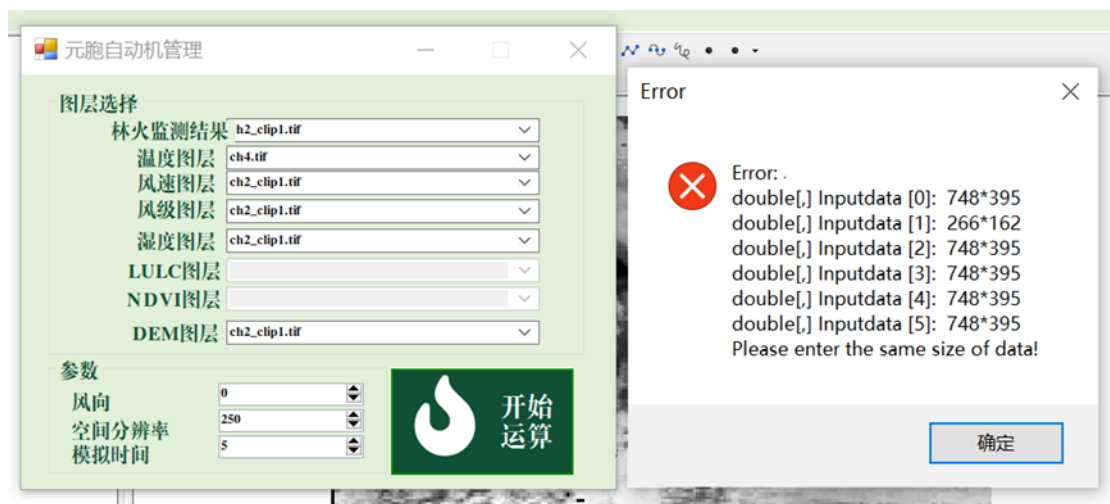 元胞自动机管理
图层选择
林火监测结果 h2_clip1.tif
温度图层 ch4.tif
风速图层 ch2_clip1.tif
风级图层 ch2_clip1.tif
湿度图层 ch2_clip1.tif
LULC图层
NDVI图层
DEM图层 ch2_clip1.tif
参数
风向 0
空间分辨率 250
模拟时间 5
开始
运算
Error
Error: .
double[,] Inputdata [0]: 748*395
double[,] Inputdata [1]: 266*162
double[,] Inputdata [2]: 748*395
double[,] Inputdata [3]: 748*395
double[,] Inputdata [4]: 748*395
double[,] Inputdata [5]: 748*395
Please enter the same size of data!
确定